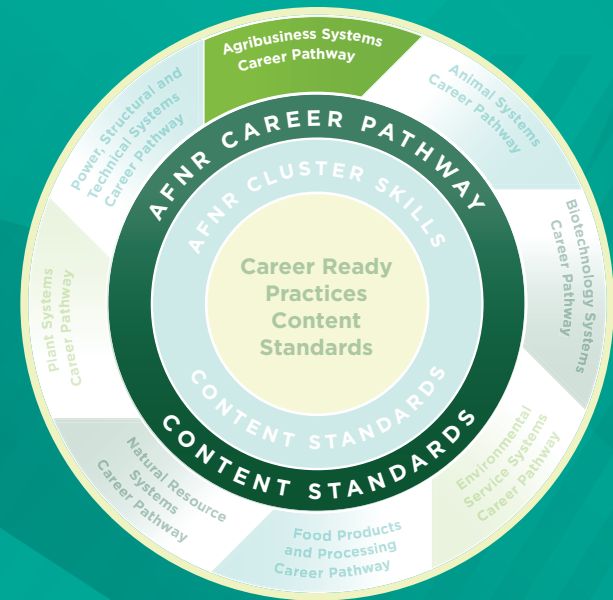 Agribusiness Systems
Career Pathway
Animal Systems
Career Pathway
Biotechnology Systems
Career Pathway
Environmental
Service Systems
Career Pathway
Food Products
and Processing
Career Pathway
Natural Resource
Systems
Career Pathway
Plant Systems
Career Pathway
Power, Structural and
Technical Systems
Career Pathway
AFNR CAREER PATHWAY
CONTENT STANDARDS
AFNR CLUSTER SKILLS
CONTENT STANDARDS
Career Ready
Practices
Content
Standards